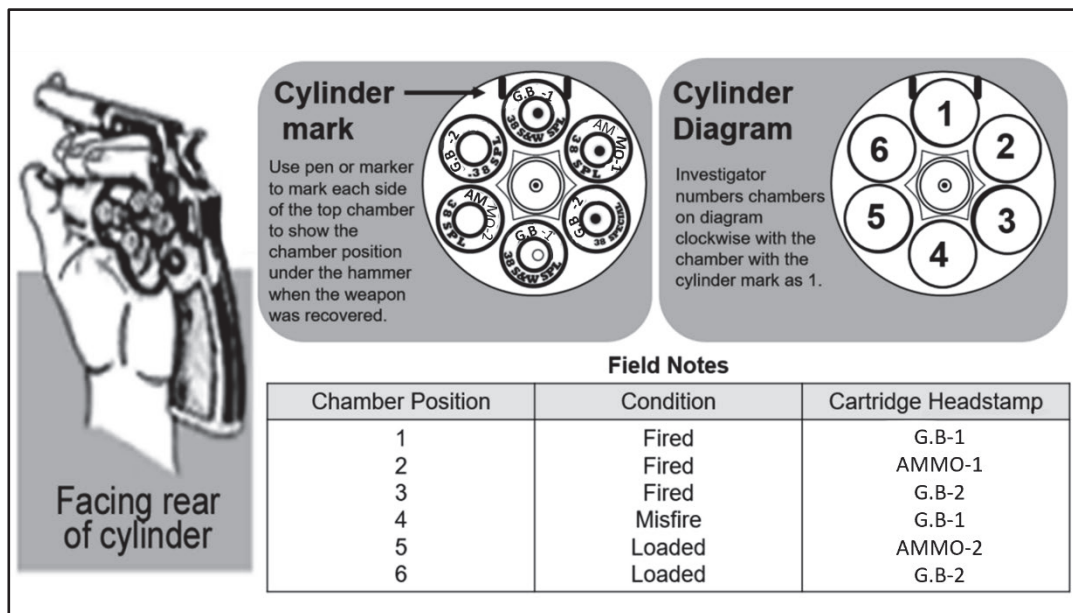 Cylinder
mark
Use pen or marker
to mark each side
of the top chamber
to show the
chamber position
under the hammer
when the weapon
was recovered.
G.B -1
38 S&W SPL
AMMO-1
38 SPL
G.B -2
38 SPECIAL
G.B -1
38 S&W SPL
AMMO-2
38 SPL
G.B -2
.38 SPL
Cylinder
Diagram
Investigator
numbers chambers
on diagram
clockwise with the
chamber with the
cylinder mark as 1.
1
2
3
4
5
6
Facing rear
of cylinder
Field Notes
Chamber Position Condition Cartridge Headstamp
1 Fired G.B-1
2 Fired AMMO-1
3 Fired G.B-2
4 Misfire G.B-1
5 Loaded AMMO-2
6 Loaded G.B-2